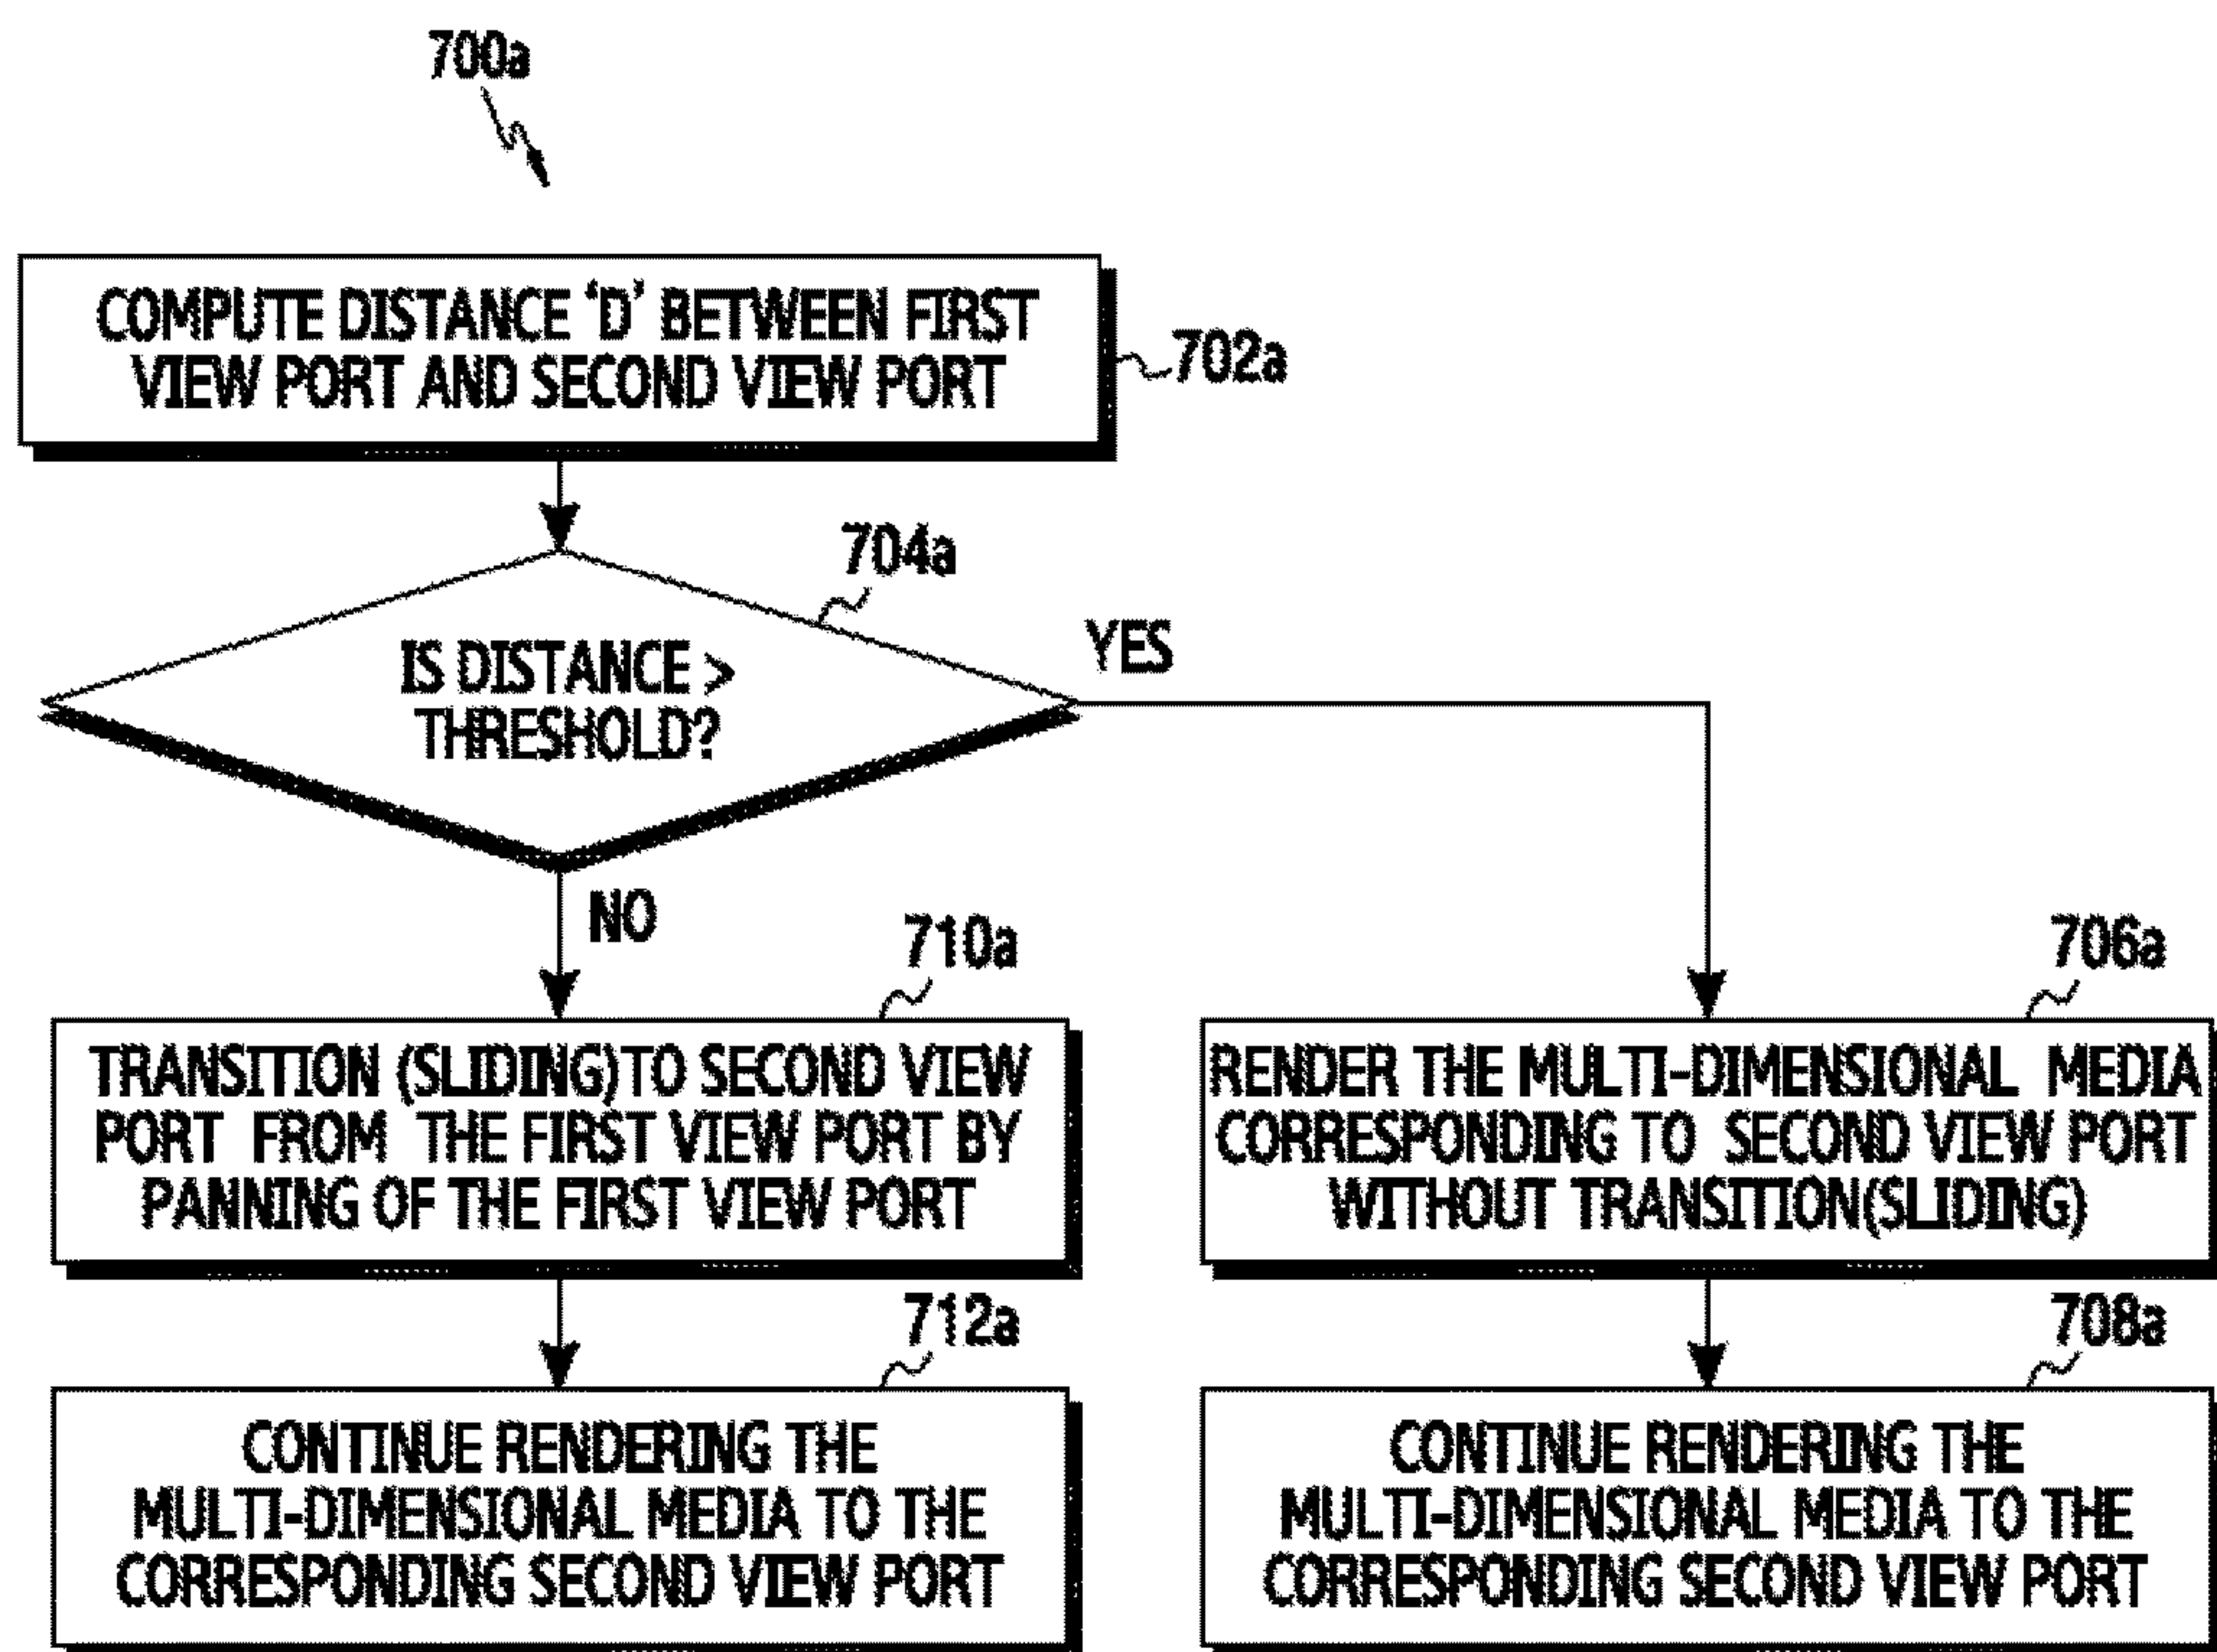 700a
COMPUTE DISTANCE ‘D’ BETWEEN FIRST
VIEW PORT AND SECOND VIEW PORT
702a
704a
IS DISTANCE >
THRESHOLD?
YES
NO
710a
TRANSITION (SLIDING)TO SECOND VIEW
PORT FROM THE FIRST VIEW PORT BY
PANNING OF THE FIRST VIEW PORT
706a
RENDER THE MULTI-DIMENSIONAL MEDIA
CORRESPONDING TO SECOND VIEW PORT
WITHOUT TRANSITION(SLIDING)
712a
CONTINUE RENDERING THE
MULTI-DIMENSIONAL MEDIA TO THE
CORRESPONDING SECOND VIEW PORT
708a
CONTINUE RENDERING THE
MULTI-DIMENSIONAL MEDIA TO THE
CORRESPONDING SECOND VIEW PORT